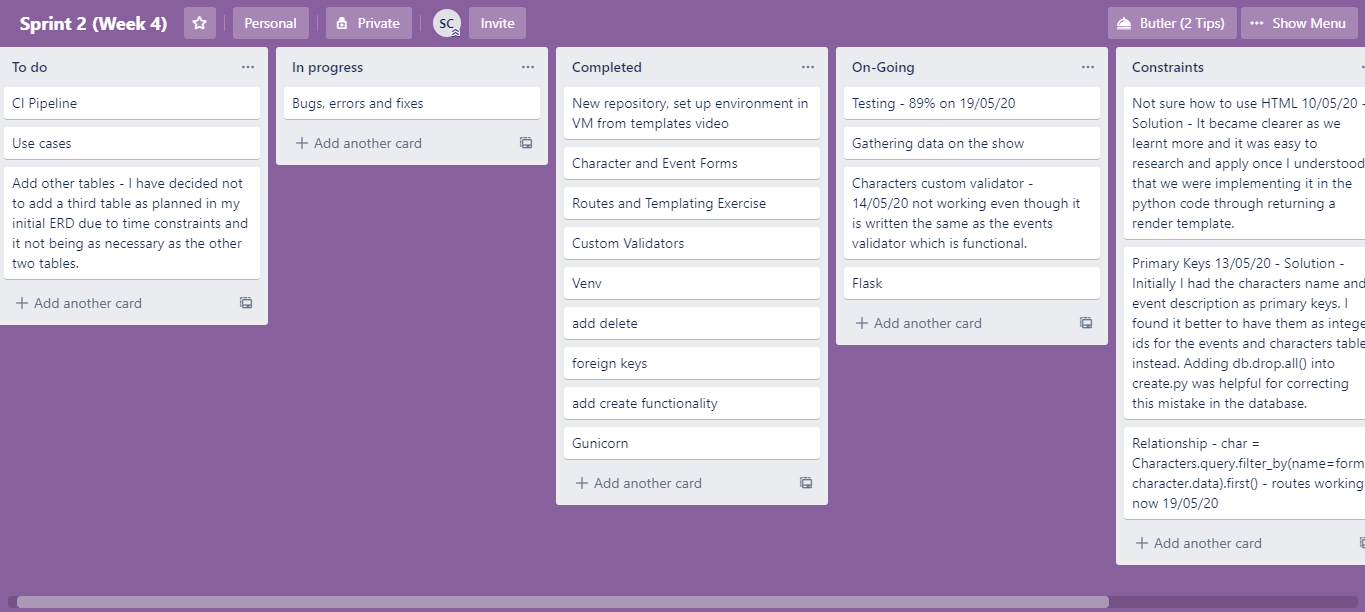 Sprint 2 (Week 4)
Personal
Private
SC
Invite
Butler (2 Tips)
Show Menu
To do
CI Pipeline
Use cases
Add other tables - I have decided not
to add a third table as planned in my
initial ERD due to time constraints and
it not being as necessary as the other
two tables.
Add another card
In progress
Bugs, errors and fixes
Add another card
Completed
New repository, set up environment in
VM from templates video
Character and Event Forms
Routes and Templating Exercise
Custom Validators
Venv
add delete
foreign keys
add create functionality
Gunicorn
Add another card
On-Going
Testing - 89% on 19/05/20
Gathering data on the show
Characters custom validator -
14/05/20 not working even though it
is written the same as the events
validator which is functional.
Flask
Add another card
Constraints
Not sure how to use HTML 10/05/20 -
Solution - It became clearer as we
learnt more and it was easy to
research and apply once I understood
that we were implementing it in the
python code through returning a
render template.
Primary Keys 13/05/20 - Solution -
Initially I had the characters name and
event description as primary keys. I
found it better to have them as intege
ids for the events and characters table
instead. Adding db.drop.all() into
create.py was helpful for correcting
this mistake in the database.
Relationship - char =
Characters.query.filter_by(name=form
character.data).first() - routes working
now 19/05/20
Add another card